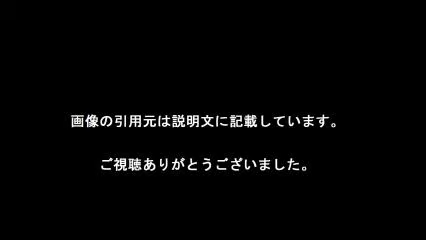 画像の引用元は説明文に記載しています。
ご視聴ありがとうございました。